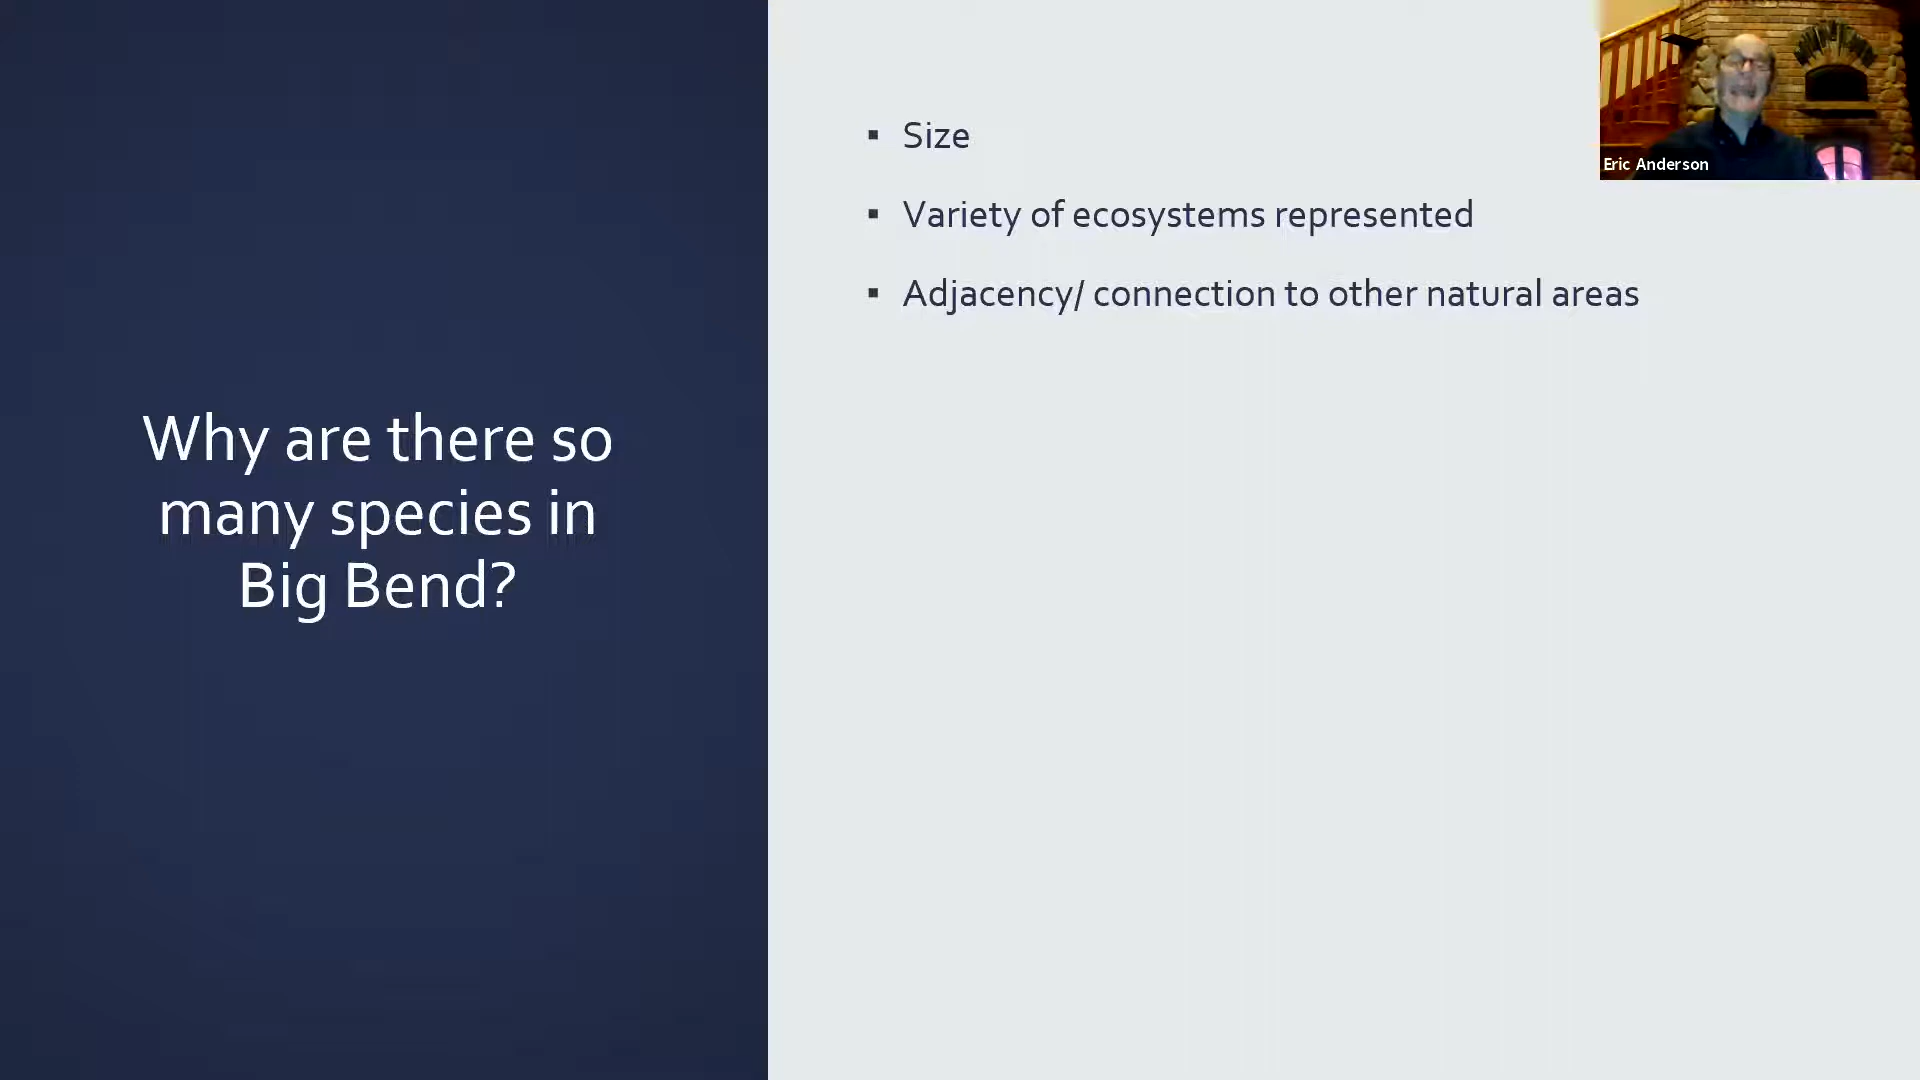 Why are there so
many species in
Big Bend?
▪ Size
▪ Variety of ecosystems represented
▪ Adjacency/ connection to other natural areas
Eric Anderson